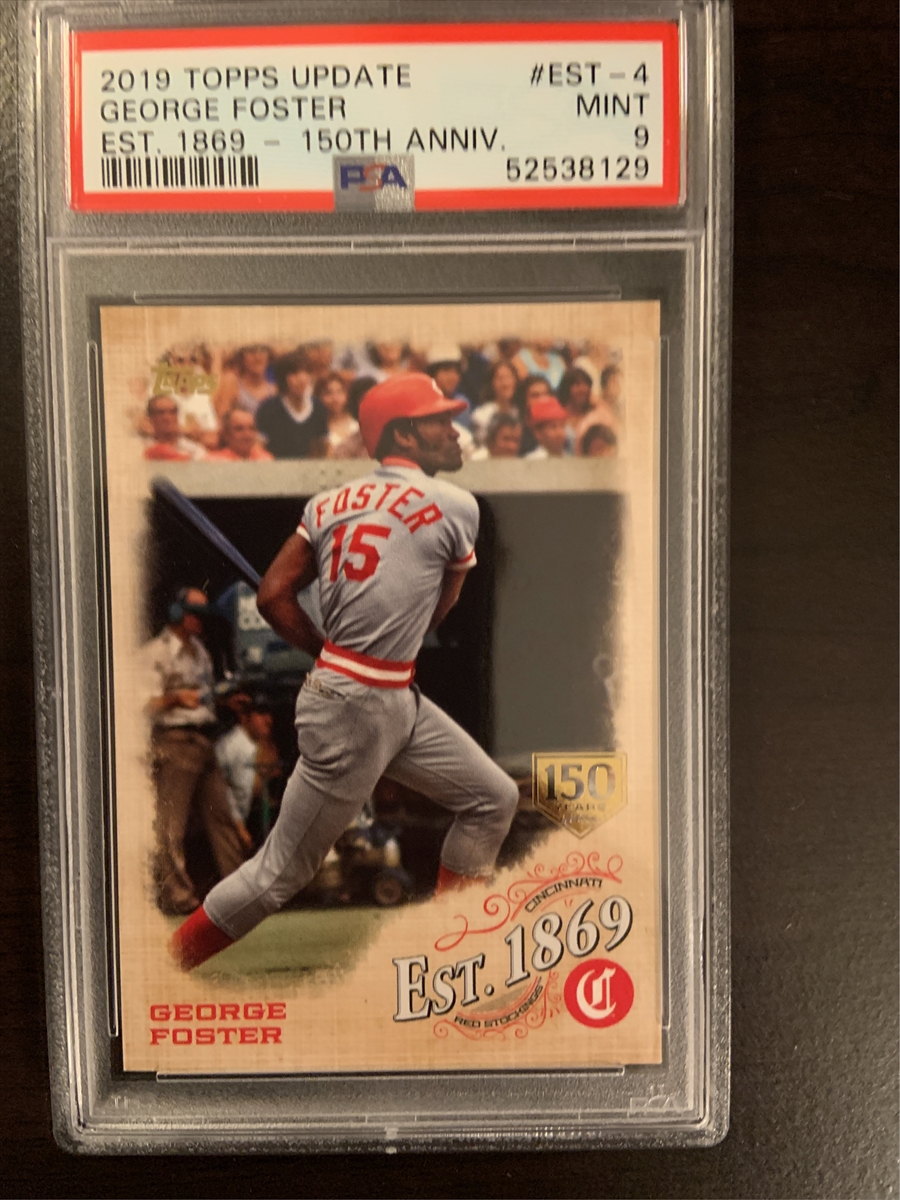 2019 TOPPS UPDATE #EST-4
GEORGE FOSTER MINT
EST. 1869 - 150TH ANNIV. 9
52538129
PSA
TOPPS
C
FOSTER
15
150
YEARS
CINCINNATI
EST. 1869
RED STOCKINGS
C
GEORGE
FOSTER
PSA